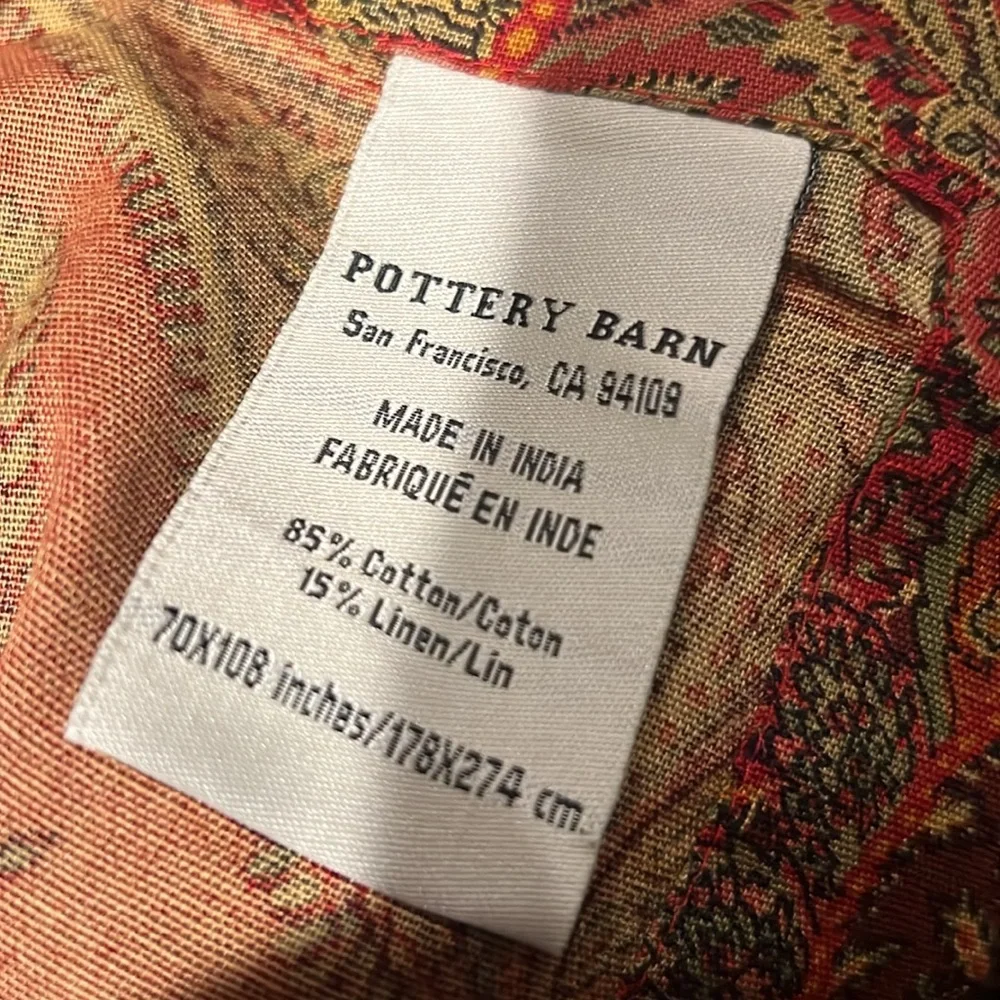 POTTERY BARN
San Francisco, CA 94109
MADE IN INDIA
FABRIQUÉ EN INDE
85% Cotton/Coton
15% Linen/Lin
70X108 inches/178X274 cm.